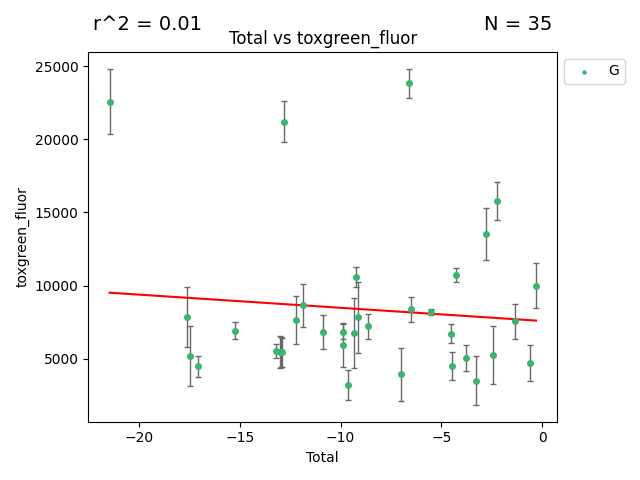 r^2 = 0.01
N = 35
Total vs toxgreen_fluor
G
25000
20000
15000
10000
5000
toxgreen_fluor
−20
−15
−10
−5
0
Total